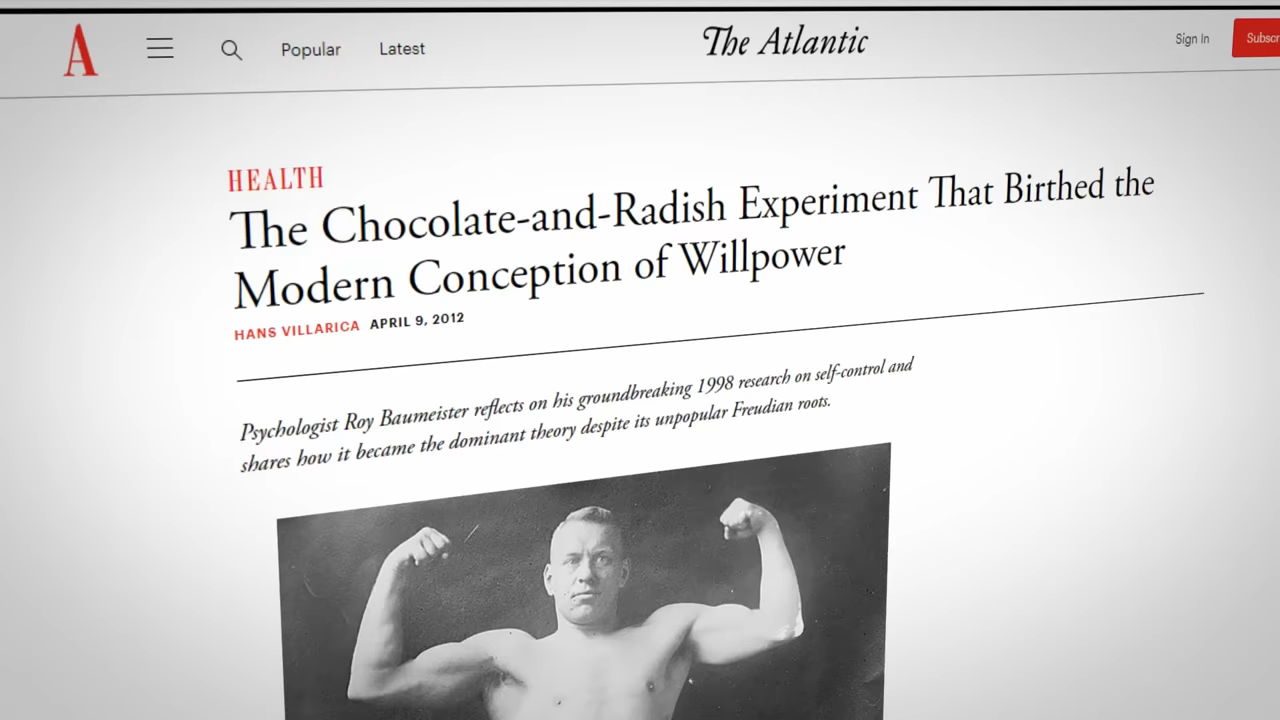 A
Popular
Latest
The Atlantic
Sign In
HEALTH
The Chocolate-and-Radish Experiment That Birthed the
Modern Conception of Willpower
HANS VILLARICA APRIL 9, 2012
Psychologist Roy Baumeister reflects on his groundbreaking 1998 research on self-control and
shares how it became the dominant theory despite its unpopular Freudian roots.